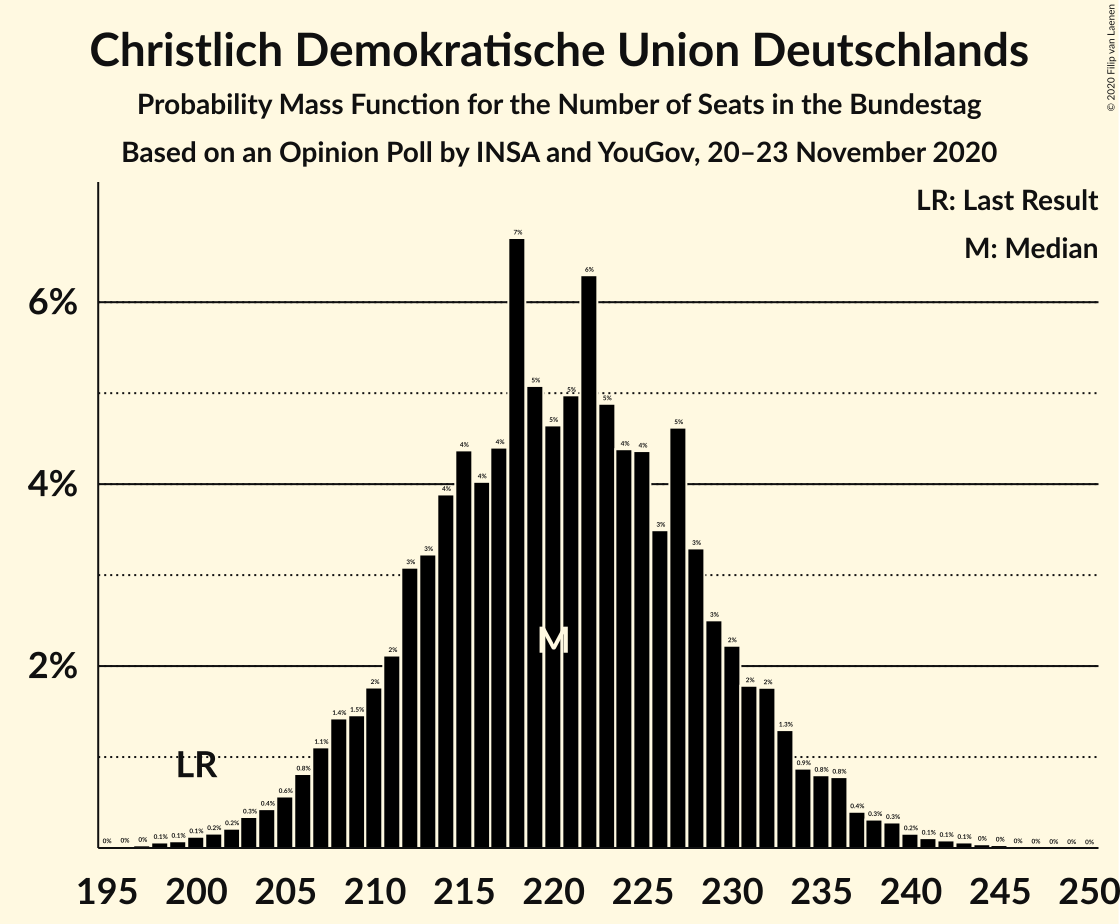 Christlich Demokratische Union Deutschlands
Probability Mass Function for the Number of Seats in the Bundestag
Based on an Opinion Poll by INSA and YouGov, 20–23 November 2020
© 2020 Filip van Laenen
LR: Last Result
M: Median
6%
4%
2%
0% 0% 0% 0.1% 0.1% 0.1% 0.2% 0.2% 0.3% 0.4% 0.6% 0.8% 1.1% 1.4% 1.5% 2% 2% 3% 3% 4% 4% 4% 4% 7% 5% 5% 5% 6% 5% 4% 4% 3% 5% 3% 3% 2% 2% 2% 1.3% 0.9% 0.8% 0.8% 0.4% 0.3% 0.3% 0.2% 0.1% 0.1% 0.1% 0% 0% 0% 0% 0% 0% 0%
M
LR
195 200 205 210 215 220 225 230 235 240 245 250